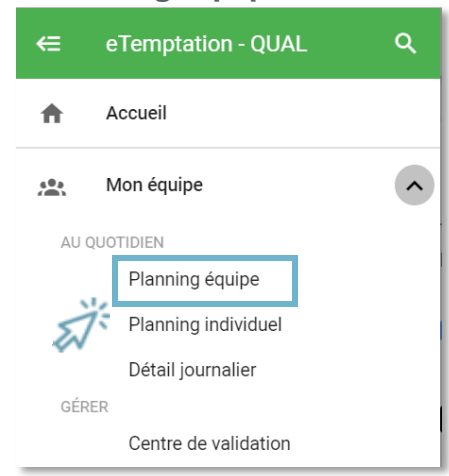 eTemptation - QUAL
Accueil
Mon équipe
AU QUOTIDIEN
Planning équipe
Planning individuel
Détail journalier
GÉRER
Centre de validation